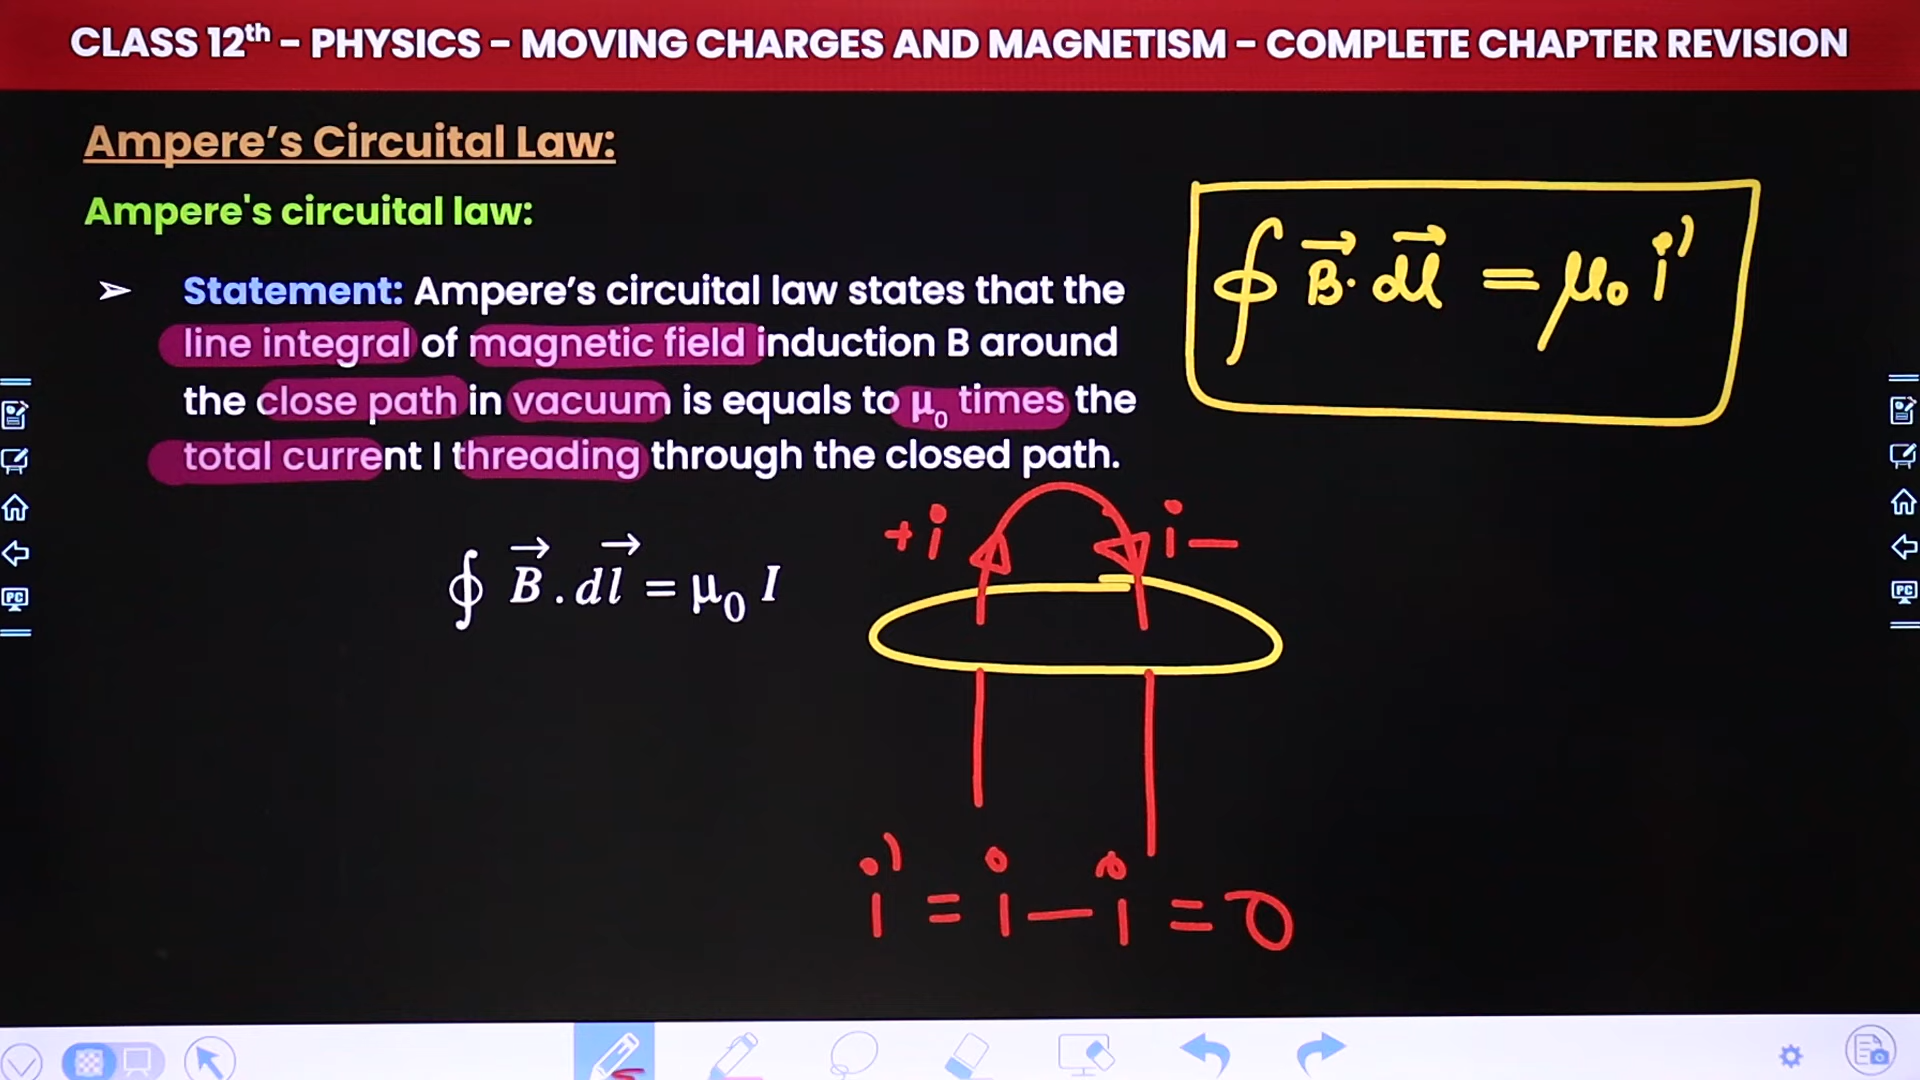 CLASS 12th - PHYSICS - MOVING CHARGES AND MAGNETISM - COMPLETE CHAPTER REVISION
Ampere’s Circuital Law:
Ampere's circuital law:
➢ Statement: Ampere’s circuital law states that the
line integral of magnetic field induction B around
the close path in vacuum is equals to μ₀ times the
total current I threading through the closed path.
∮ B⃗ . dl⃗ = μ₀ I
∮ B⃗ · dl⃗ = μ₀ i'
+i
i −
i' = i − i = 0
PC
PC